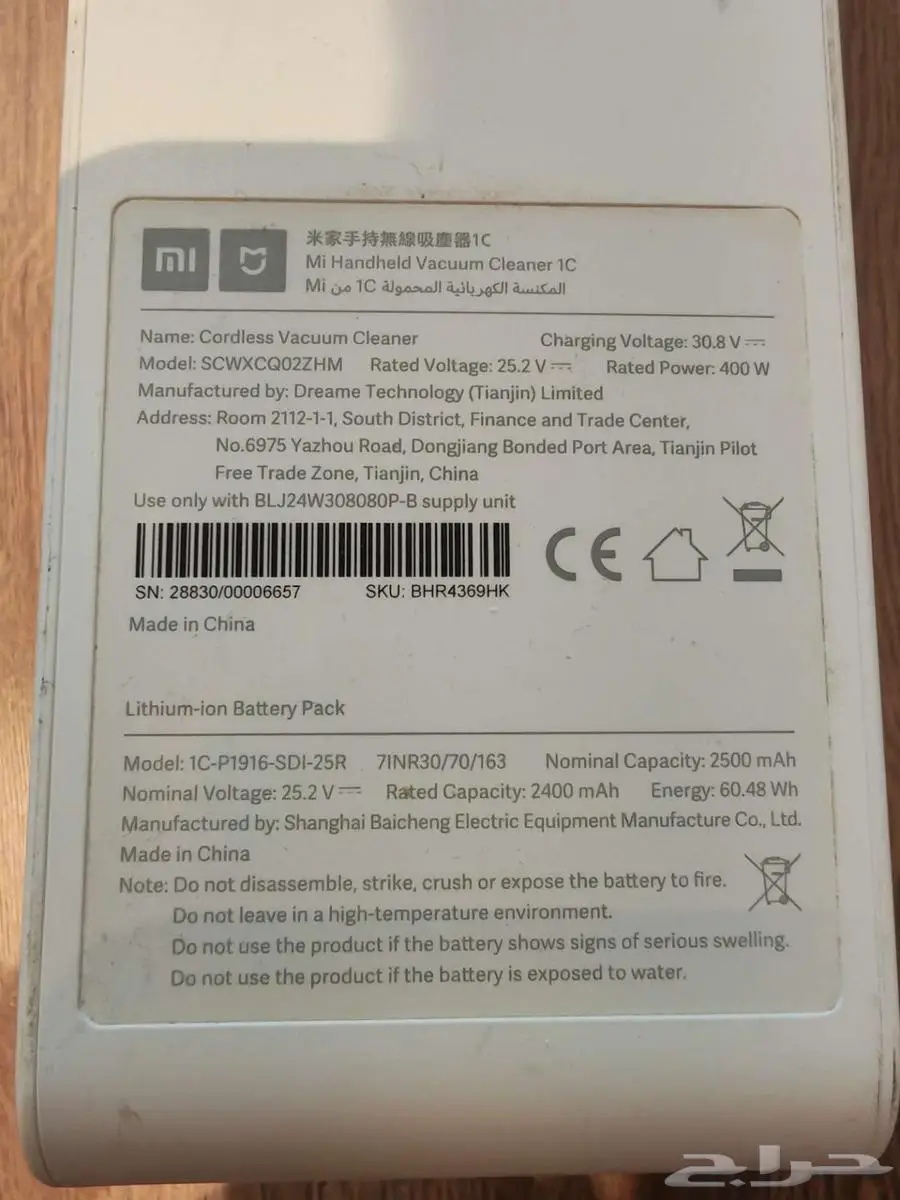 mi
米家手持無線吸塵器1C
Mi Handheld Vacuum Cleaner 1C
المكنسة الكهربائية المحمولة 1C من Mi
Name: Cordless Vacuum Cleaner Charging Voltage: 30.8 V ⎓
Model: SCWXCQ02ZHM Rated Voltage: 25.2 V ⎓ Rated Power: 400 W
Manufactured by: Dreame Technology (Tianjin) Limited
Address: Room 2112-1-1, South District, Finance and Trade Center,
No.6975 Yazhou Road, Dongjiang Bonded Port Area, Tianjin Pilot
Free Trade Zone, Tianjin, China
Use only with BLJ24W308080P-B supply unit
CE
SN: 28830/00006657 SKU: BHR4369HK
Made in China
Lithium-ion Battery Pack
Model: 1C-P1916-SDI-25R 7INR30/70/163 Nominal Capacity: 2500 mAh
Nominal Voltage: 25.2 V ⎓ Rated Capacity: 2400 mAh Energy: 60.48 Wh
Manufactured by: Shanghai Baicheng Electric Equipment Manufacture Co., Ltd.
Made in China
Note: Do not disassemble, strike, crush or expose the battery to fire.
Do not leave in a high-temperature environment.
Do not use the product if the battery shows signs of serious swelling.
Do not use the product if the battery is exposed to water.
حراج